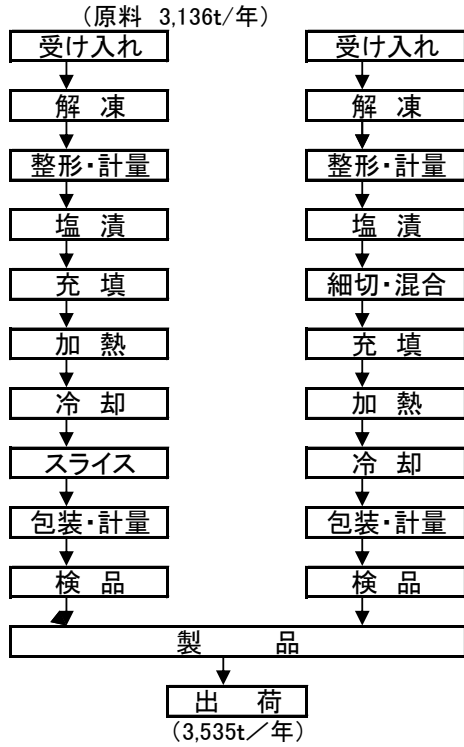 （原料 3,136t/年）
受け入れ 受け入れ
解 凍 解 凍
整形・計量 整形・計量
塩 漬 塩 漬
充 填 細切・混合
加 熱 充 填
冷 却 加 熱
スライス 冷 却
包装・計量 包装・計量
検 品 検 品
製 品
出 荷
（3,535t／年）